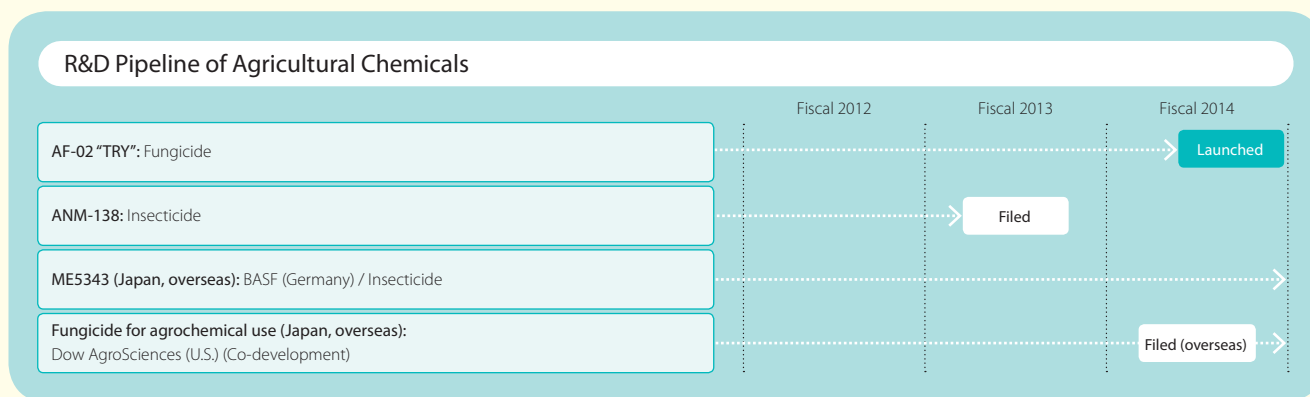 R&D Pipeline of Agricultural Chemicals
Fiscal 2012 Fiscal 2013 Fiscal 2014
AF-02 “TRY”: Fungicide
Launched
ANM-138: Insecticide
Filed
ME5343 (Japan, overseas): BASF (Germany) / Insecticide
Fungicide for agrochemical use (Japan, overseas):
Dow AgroSciences (U.S.) (Co-development)
Filed (overseas)